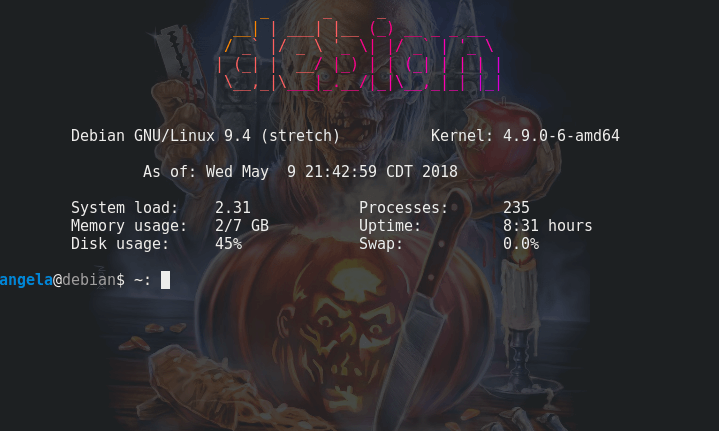 debian
Debian GNU/Linux 9.4 (stretch) Kernel: 4.9.0-6-amd64
As of: Wed May  9 21:42:59 CDT 2018
System load: 2.31 Processes: 235
Memory usage: 2/7 GB Uptime: 8:31 hours
Disk usage: 45% Swap: 0.0%
angela@debian$ ~: